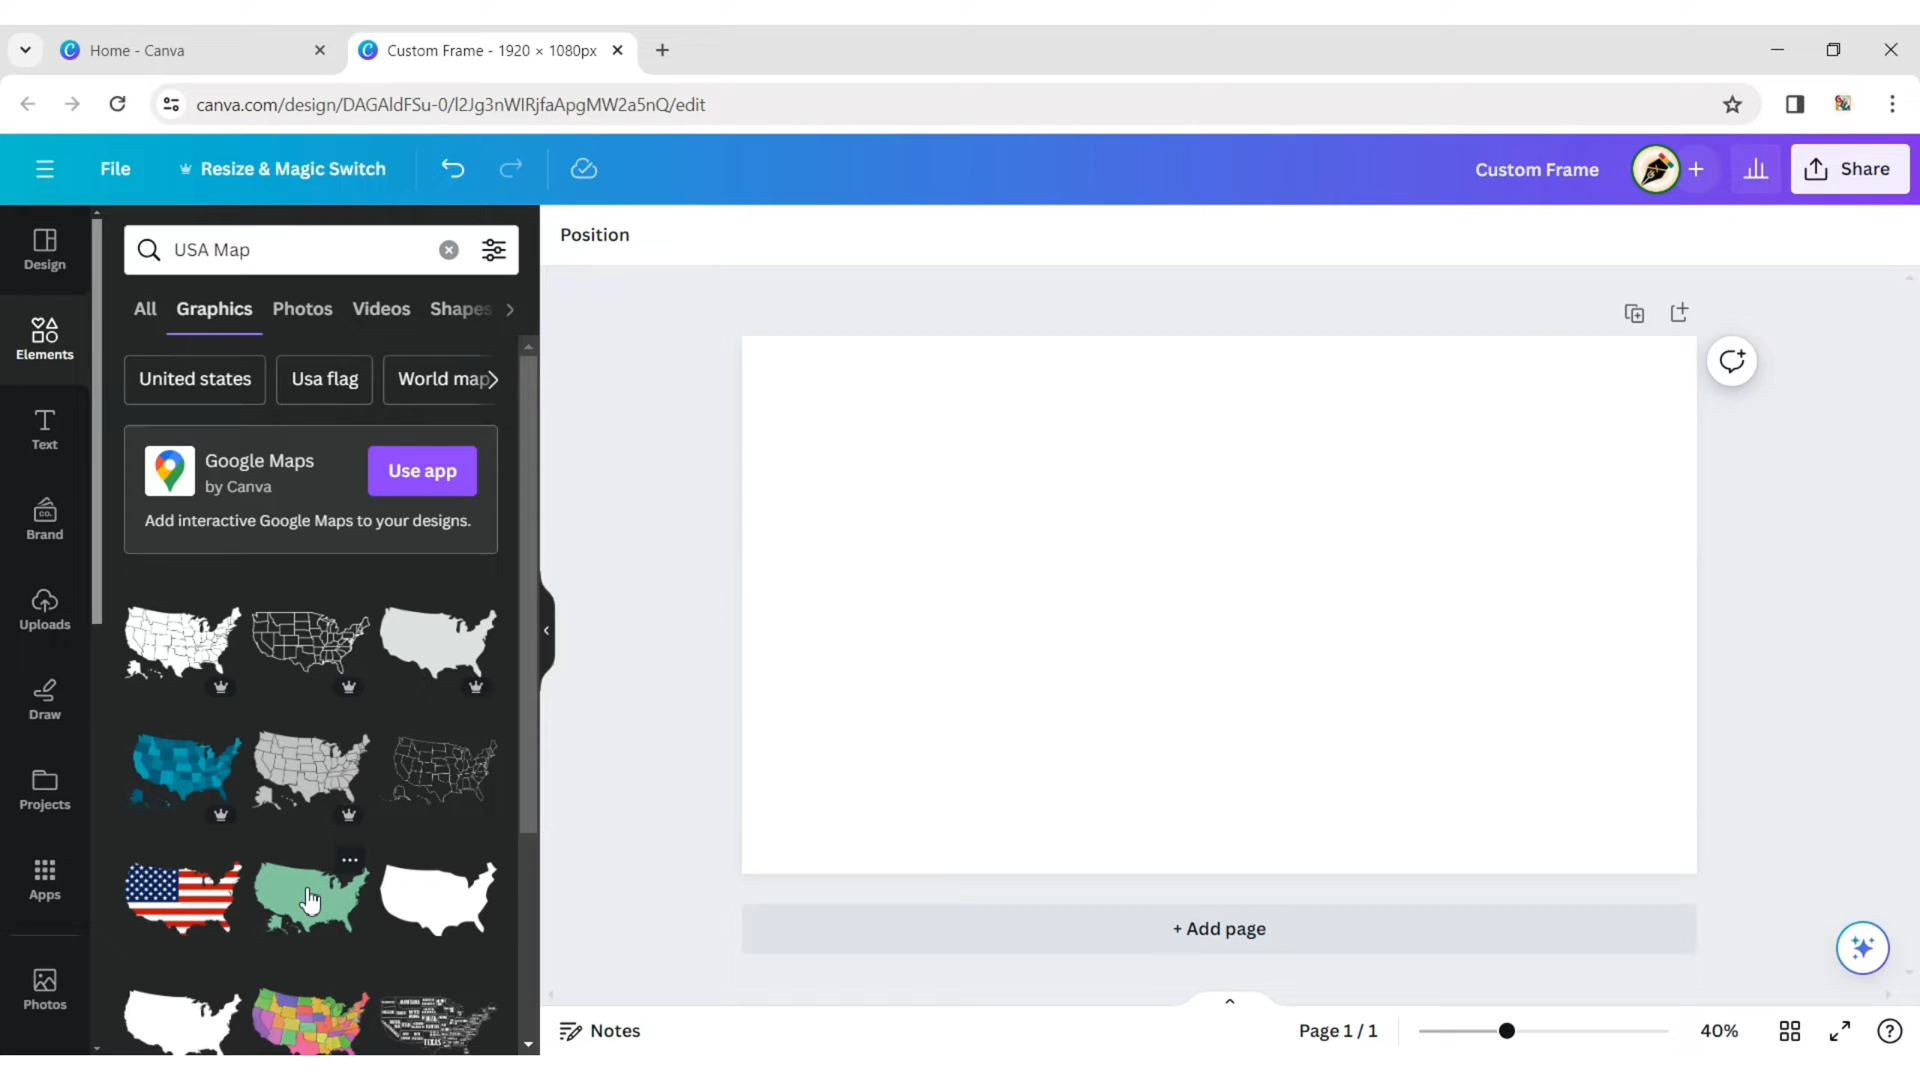 Home - Canva
Custom Frame - 1920 × 1080px
canva.com/design/DAGAldFSu-0/l2Jg3nWlRjfaApgMW2a5nQ/edit
File
Resize & Magic Switch
Custom Frame
Share
Design
Elements
Text
CO.
Brand
Uploads
Draw
Projects
Apps
Photos
USA Map
All
Graphics
Photos
Videos
Shapes
United states
Usa flag
World map
Google Maps
by Canva
Use app
Add interactive Google Maps to your designs.
TEXAS
Position
+ Add page
Notes
Page 1 / 1
40%